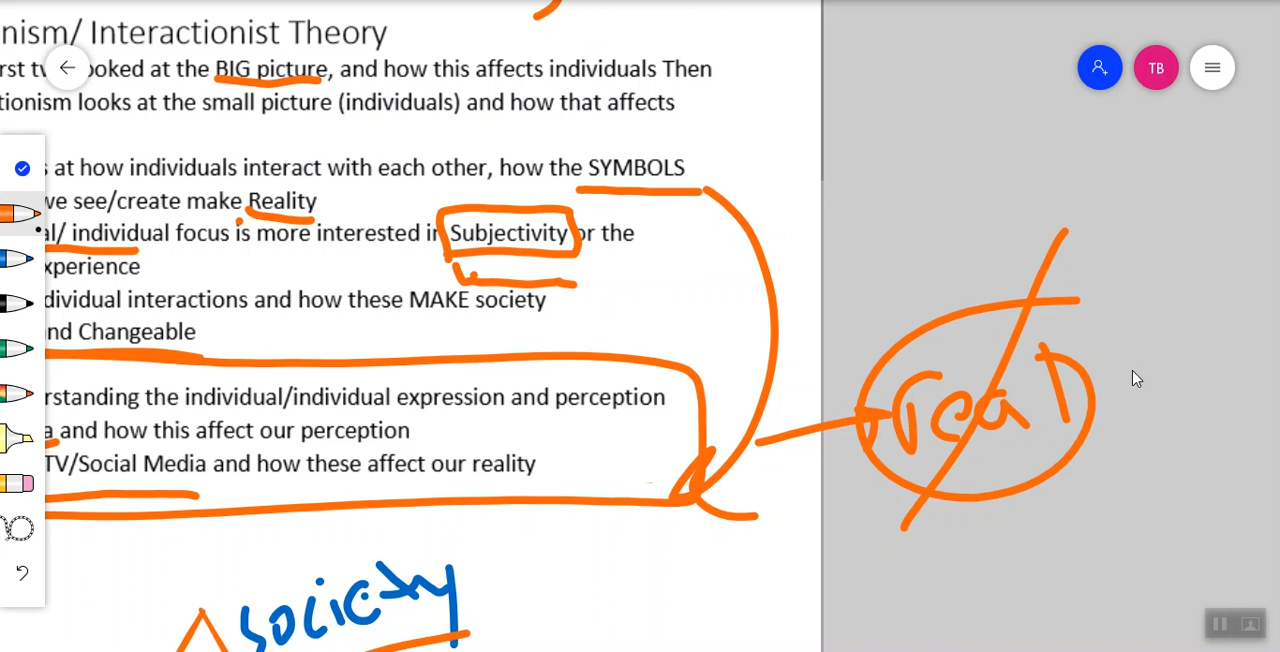 nism/ Interactionist Theory
rst tw ooked at the BIG picture, and how this affects individuals Then
tionism looks at the small picture (individuals) and how that affects
s at how individuals interact with each other, how the SYMBOLS
we see/create make Reality
al/ individual focus is more interested in Subjectivity or the
xperience
dividual interactions and how these MAKE society
nd Changeable
rstanding the individual/individual expression and perception
a and how this affect our perception
TV/Social Media and how these affect our reality
real
society
TB